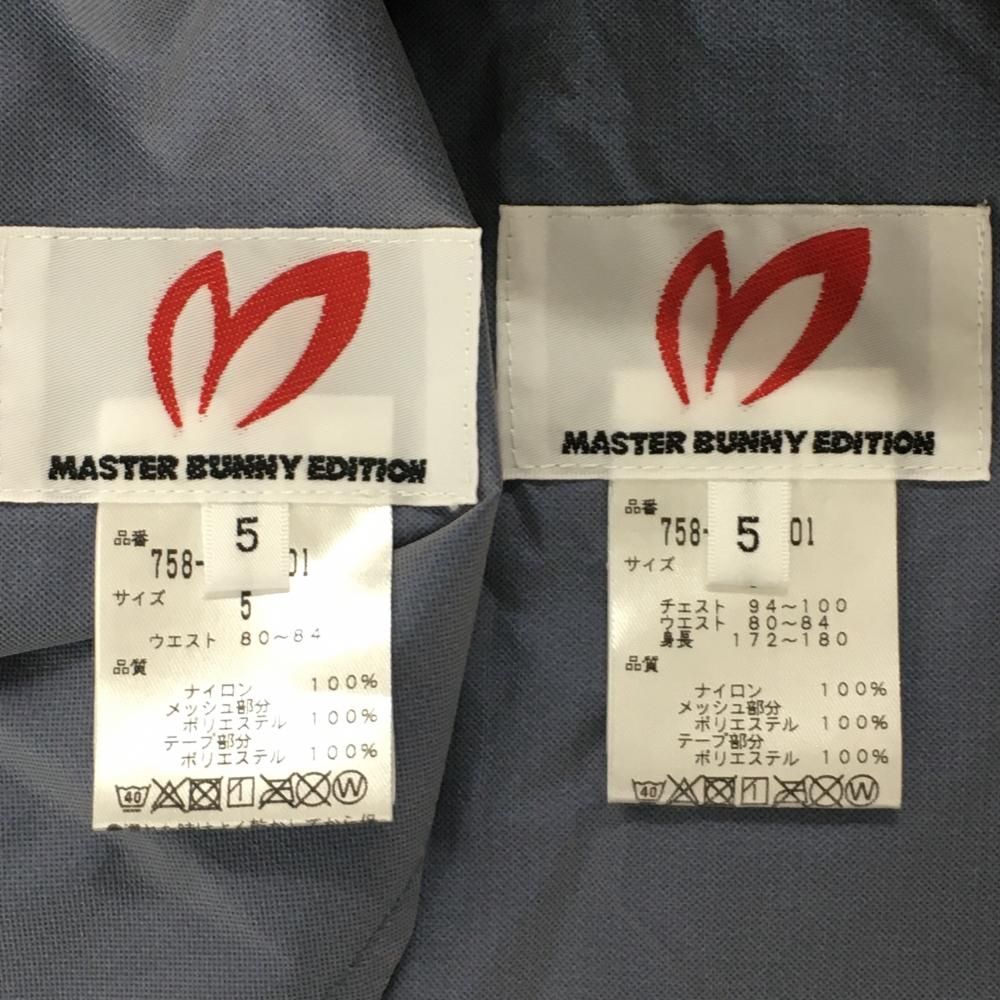 MASTER BUNNY EDITION
5
品番
758- 01
サイズ
5
ウエスト 80～84
品質
ナイロン 100%
メッシュ部分
ポリエステル 100%
テープ部分
ポリエステル 100%
40 1 W
MASTER BUNNY EDITION
5
品番
758- 01
サイズ
チェスト 94～100
ウエスト 80～84
身長 172～180
品質
ナイロン 100%
メッシュ部分
ポリエステル 100%
テープ部分
ポリエステル 100%
40 1 W